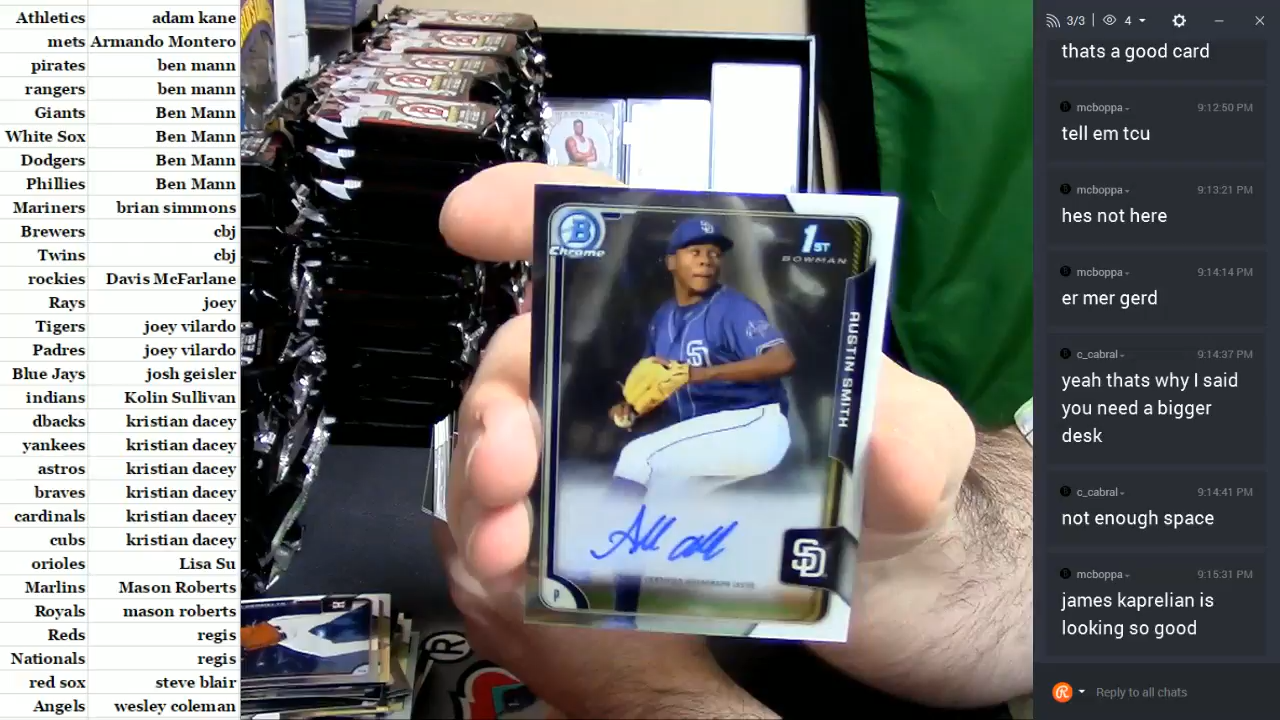 Athletics adam kane
mets Armando Montero
pirates ben mann
rangers ben mann
Giants Ben Mann
White Sox Ben Mann
Dodgers Ben Mann
Phillies Ben Mann
Mariners brian simmons
Brewers cbj
Twins cbj
rockies Davis McFarlane
Rays joey
Tigers joey vilardo
Padres joey vilardo
Blue Jays josh geisler
indians Kolin Sullivan
dbacks kristian dacey
yankees kristian dacey
astros kristian dacey
braves kristian dacey
cardinals kristian dacey
cubs kristian dacey
orioles Lisa Su
Marlins Mason Roberts
Royals mason roberts
Reds regis
Nationals regis
red sox steve blair
Angels wesley coleman
B
Chrome
1ST
BOWMAN
AUSTIN SMITH
SD
SD
P
CERTIFIED AUTOGRAPH ISSUE
R
3/3 4
thats a good card
mcboppa 9:12:50 PM
tell em tcu
mcboppa 9:13:21 PM
hes not here
mcboppa 9:14:14 PM
er mer gerd
c_cabral 9:14:37 PM
yeah thats why I said
you need a bigger
desk
c_cabral 9:14:41 PM
not enough space
mcboppa 9:15:31 PM
james kaprelian is
looking so good
Reply to all chats